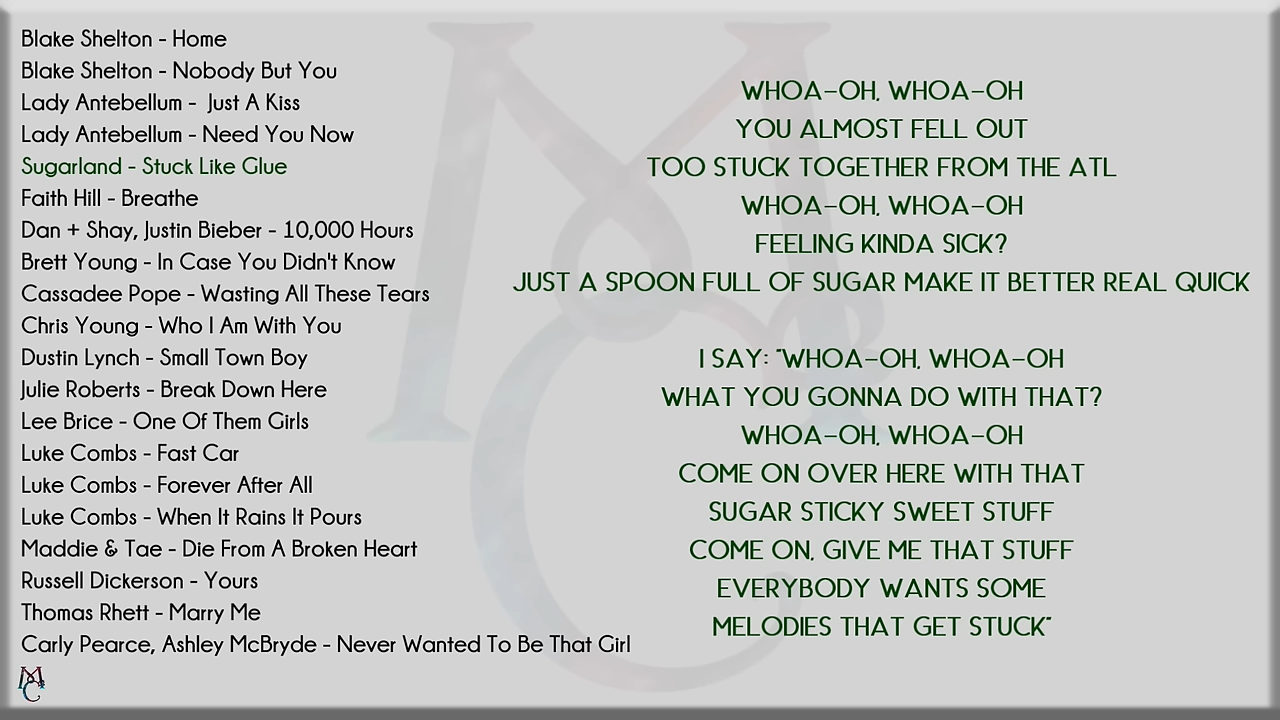 Blake Shelton - Home
Blake Shelton - Nobody But You
Lady Antebellum -  Just A Kiss
Lady Antebellum - Need You Now
Sugarland - Stuck Like Glue
Faith Hill - Breathe
Dan + Shay, Justin Bieber - 10,000 Hours
Brett Young - In Case You Didn't Know
Cassadee Pope - Wasting All These Tears
Chris Young - Who I Am With You
Dustin Lynch - Small Town Boy
Julie Roberts - Break Down Here
Lee Brice - One Of Them Girls
Luke Combs - Fast Car
Luke Combs - Forever After All
Luke Combs - When It Rains It Pours
Maddie & Tae - Die From A Broken Heart
Russell Dickerson - Yours
Thomas Rhett - Marry Me
Carly Pearce, Ashley McBryde - Never Wanted To Be That Girl
WHOA-OH, WHOA-OH
YOU ALMOST FELL OUT
TOO STUCK TOGETHER FROM THE ATL
WHOA-OH, WHOA-OH
FEELING KINDA SICK?
JUST A SPOON FULL OF SUGAR MAKE IT BETTER REAL QUICK
I SAY: "WHOA-OH, WHOA-OH
WHAT YOU GONNA DO WITH THAT?
WHOA-OH, WHOA-OH
COME ON OVER HERE WITH THAT
SUGAR STICKY SWEET STUFF
COME ON, GIVE ME THAT STUFF
EVERYBODY WANTS SOME
MELODIES THAT GET STUCK"